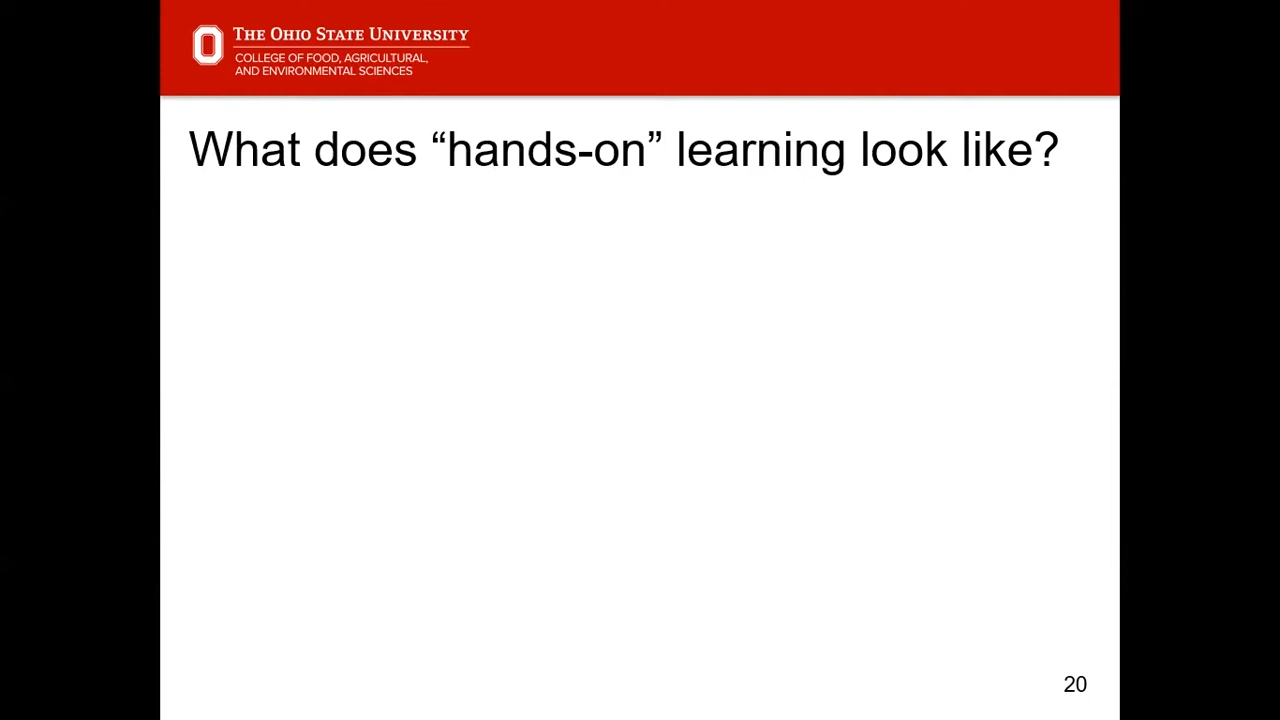 THE OHIO STATE UNIVERSITY
COLLEGE OF FOOD, AGRICULTURAL,
AND ENVIRONMENTAL SCIENCES
What does “hands-on” learning look like?
20